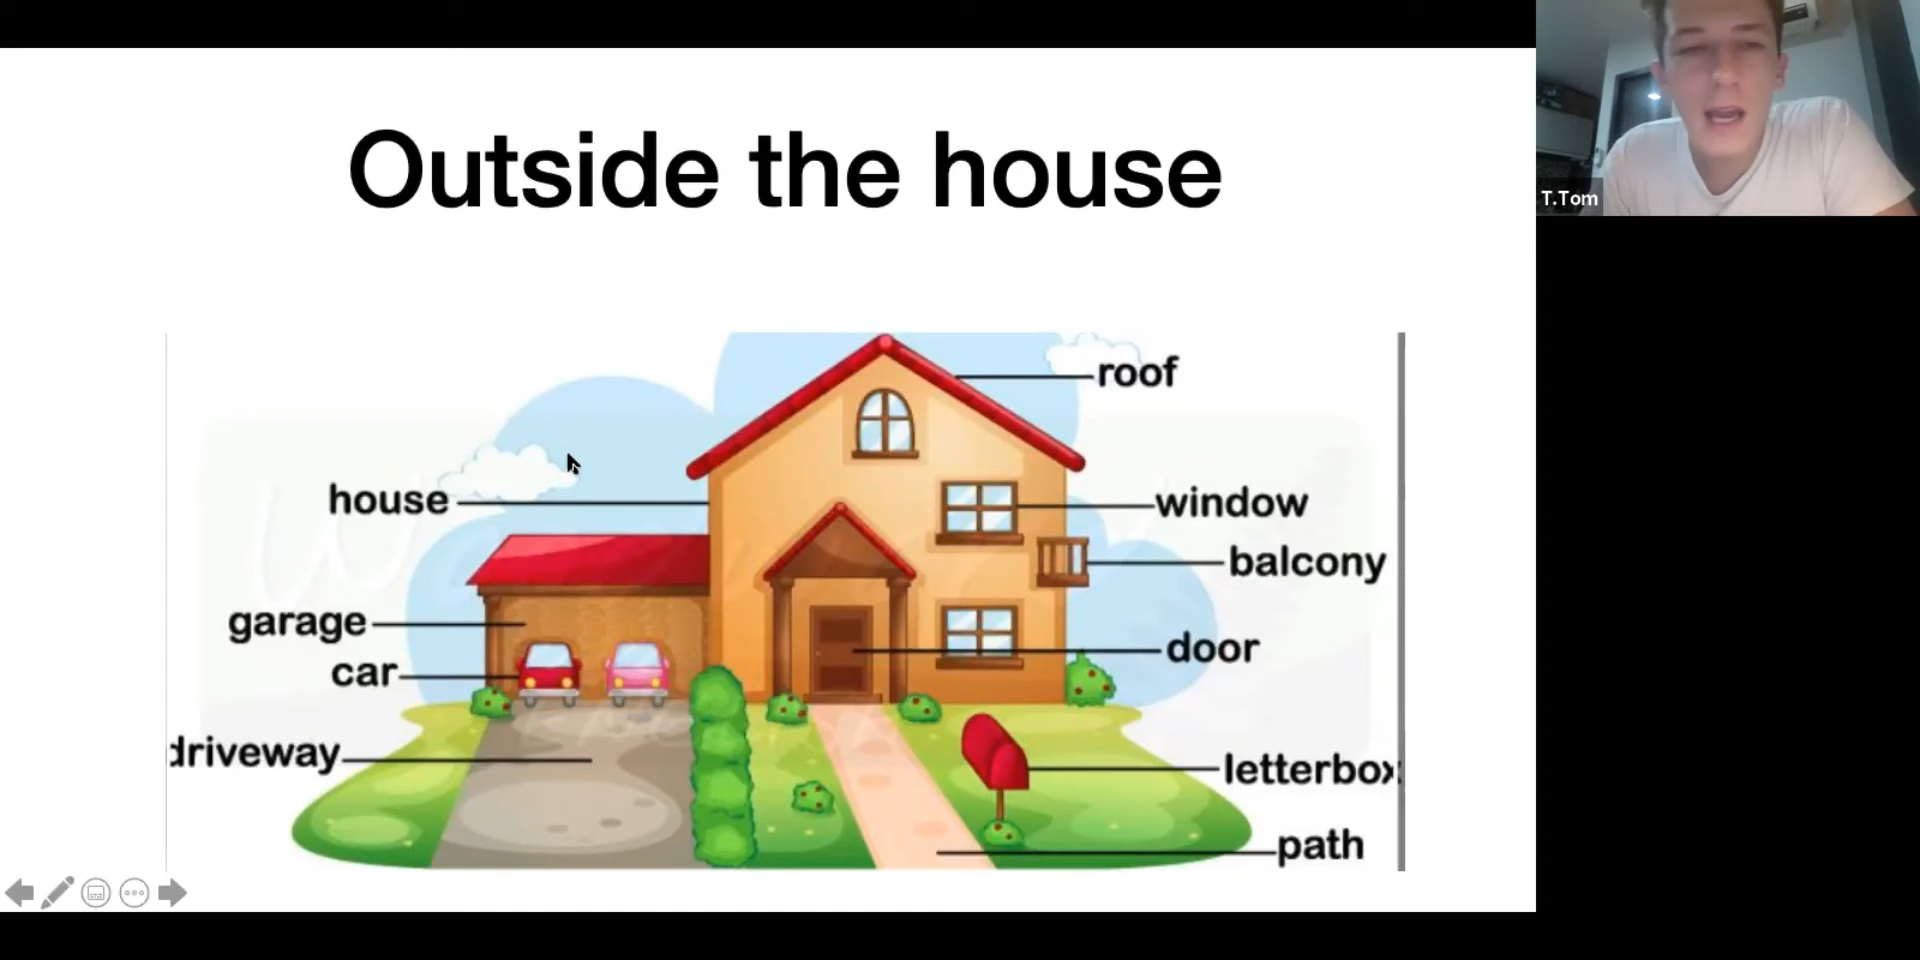 Outside the house
T.Tom
roof
house
window
balcony
garage
door
car
driveway
letterbox
path